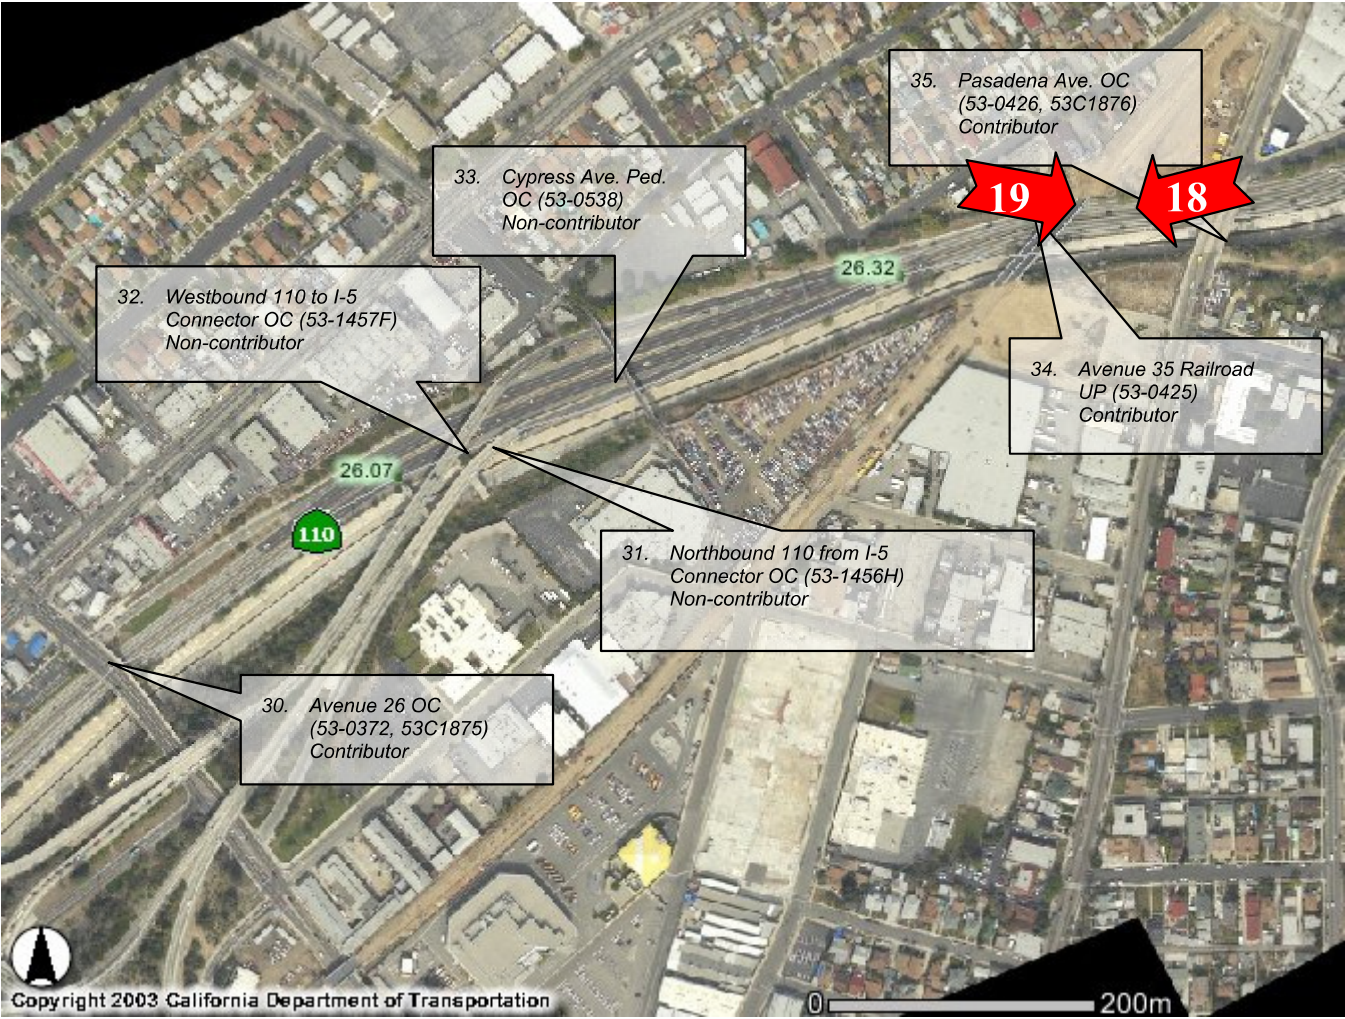 35. Pasadena Ave. OC
(53-0426, 53C1876)
Contributor
19
18
33. Cypress Ave. Ped.
OC (53-0538)
Non-contributor
26.32
32. Westbound 110 to I-5
Connector OC (53-1457F)
Non-contributor
34. Avenue 35 Railroad
UP (53-0425)
Contributor
26.07
110
31. Northbound 110 from I-5
Connector OC (53-1456H)
Non-contributor
30. Avenue 26 OC
(53-0372, 53C1875)
Contributor
Copyright 2003 California Department of Transportation
0 200m